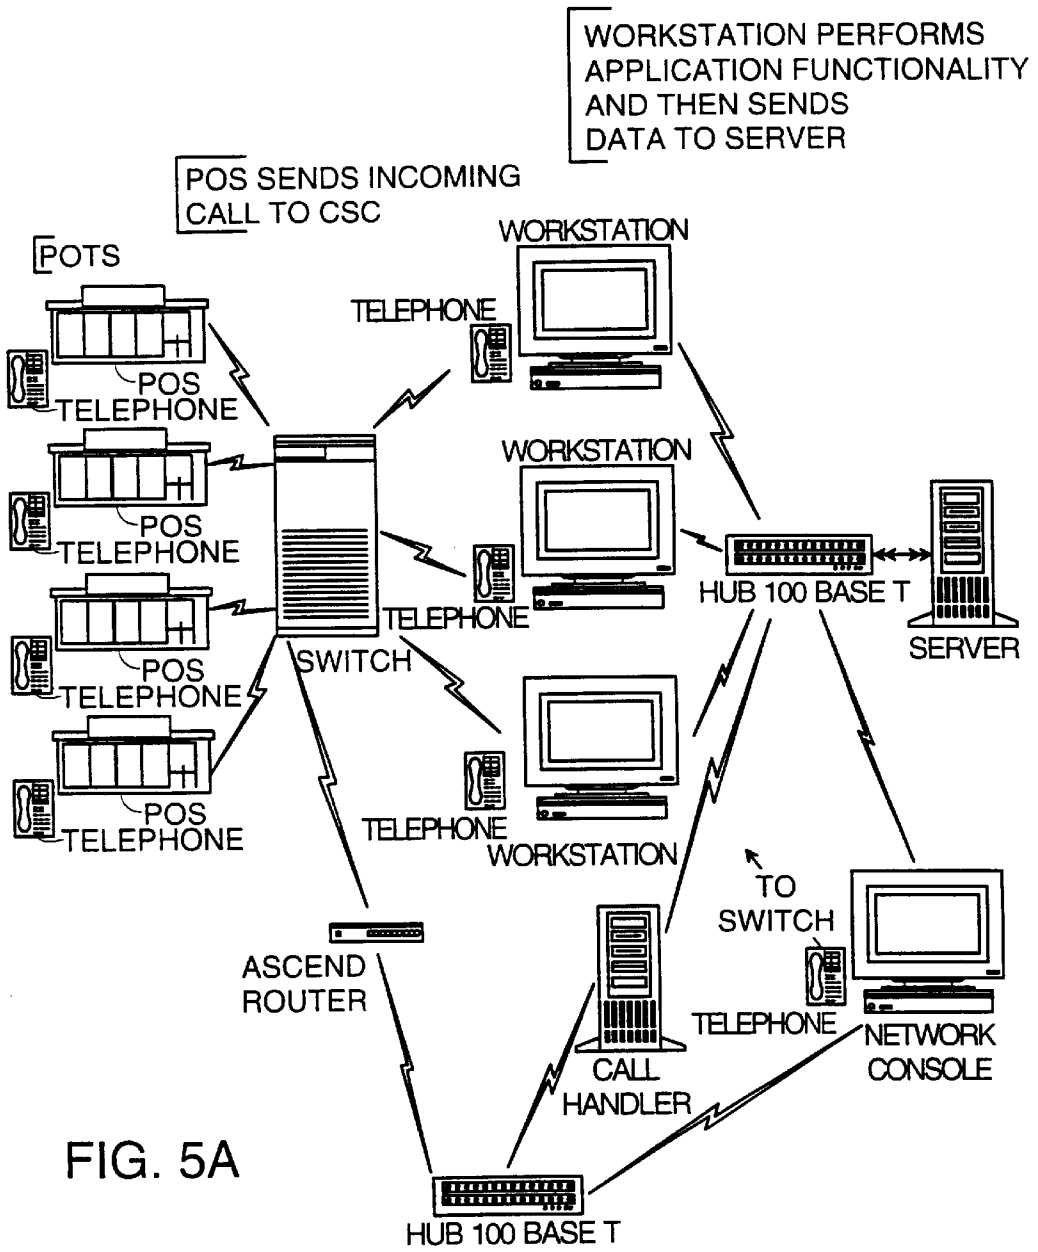 WORKSTATION PERFORMS
APPLICATION FUNCTIONALITY
AND THEN SENDS
DATA TO SERVER
POS SENDS INCOMING
CALL TO CSC
POTS
WORKSTATION
TELEPHONE
POS
TELEPHONE
WORKSTATION
POS
TELEPHONE
HUB 100 BASE T
TELEPHONE
SERVER
SWITCH
POS
TELEPHONE
POS
TELEPHONE
TELEPHONE
WORKSTATION
TO
SWITCH
ASCEND
ROUTER
TELEPHONE
NETWORK
CONSOLE
CALL
HANDLER
FIG. 5A
HUB 100 BASE T